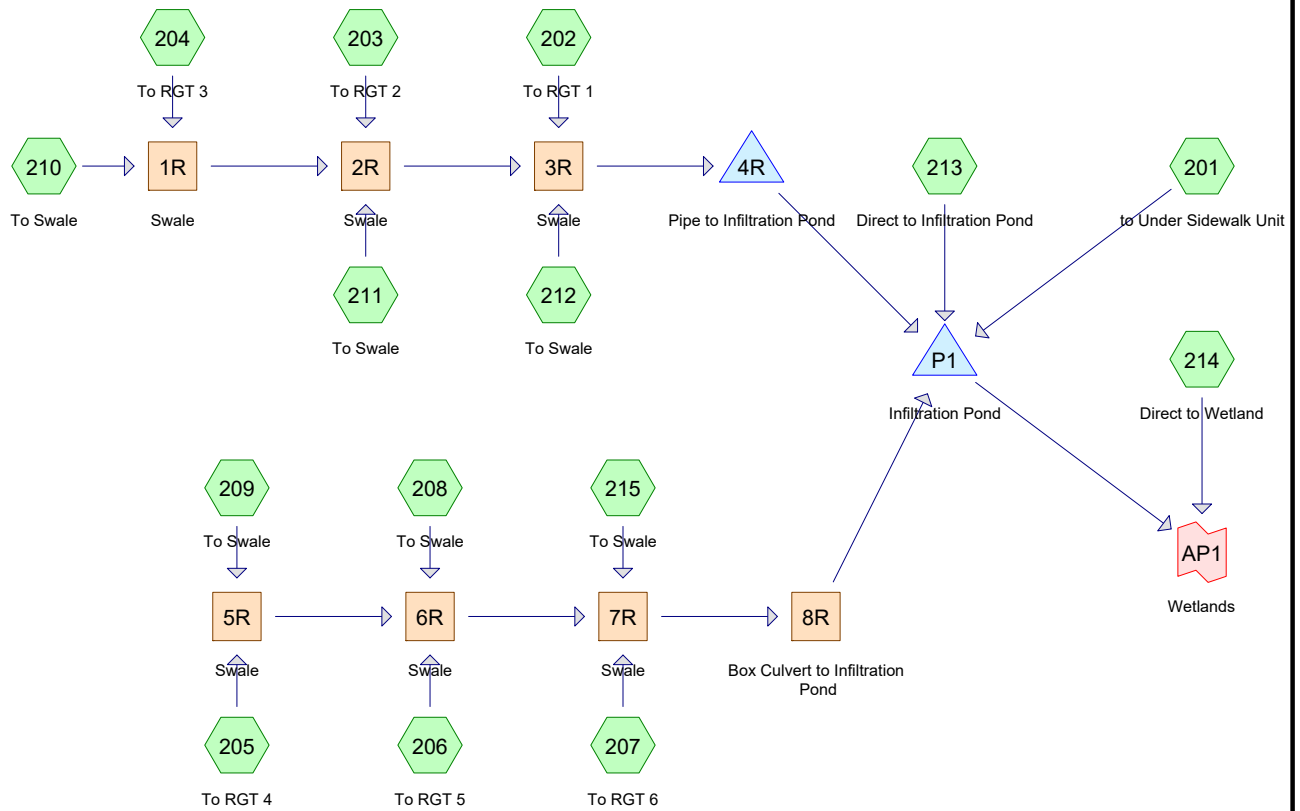 204
203
202
To RGT 3
To RGT 2
To RGT 1
210
1R
2R
3R
4R
213
201
To Swale
Swale
Swale
Swale
Pipe to Infiltration Pond
Direct to Infiltration Pond
to Under Sidewalk Unit
211
212
To Swale
To Swale
P1
214
Infiltration Pond
Direct to Wetland
209
208
215
To Swale
To Swale
To Swale
AP1
Wetlands
5R
6R
7R
8R
Swale
Swale
Swale
Box Culvert to Infiltration
Pond
205
206
207
To RGT 4
To RGT 5
To RGT 6